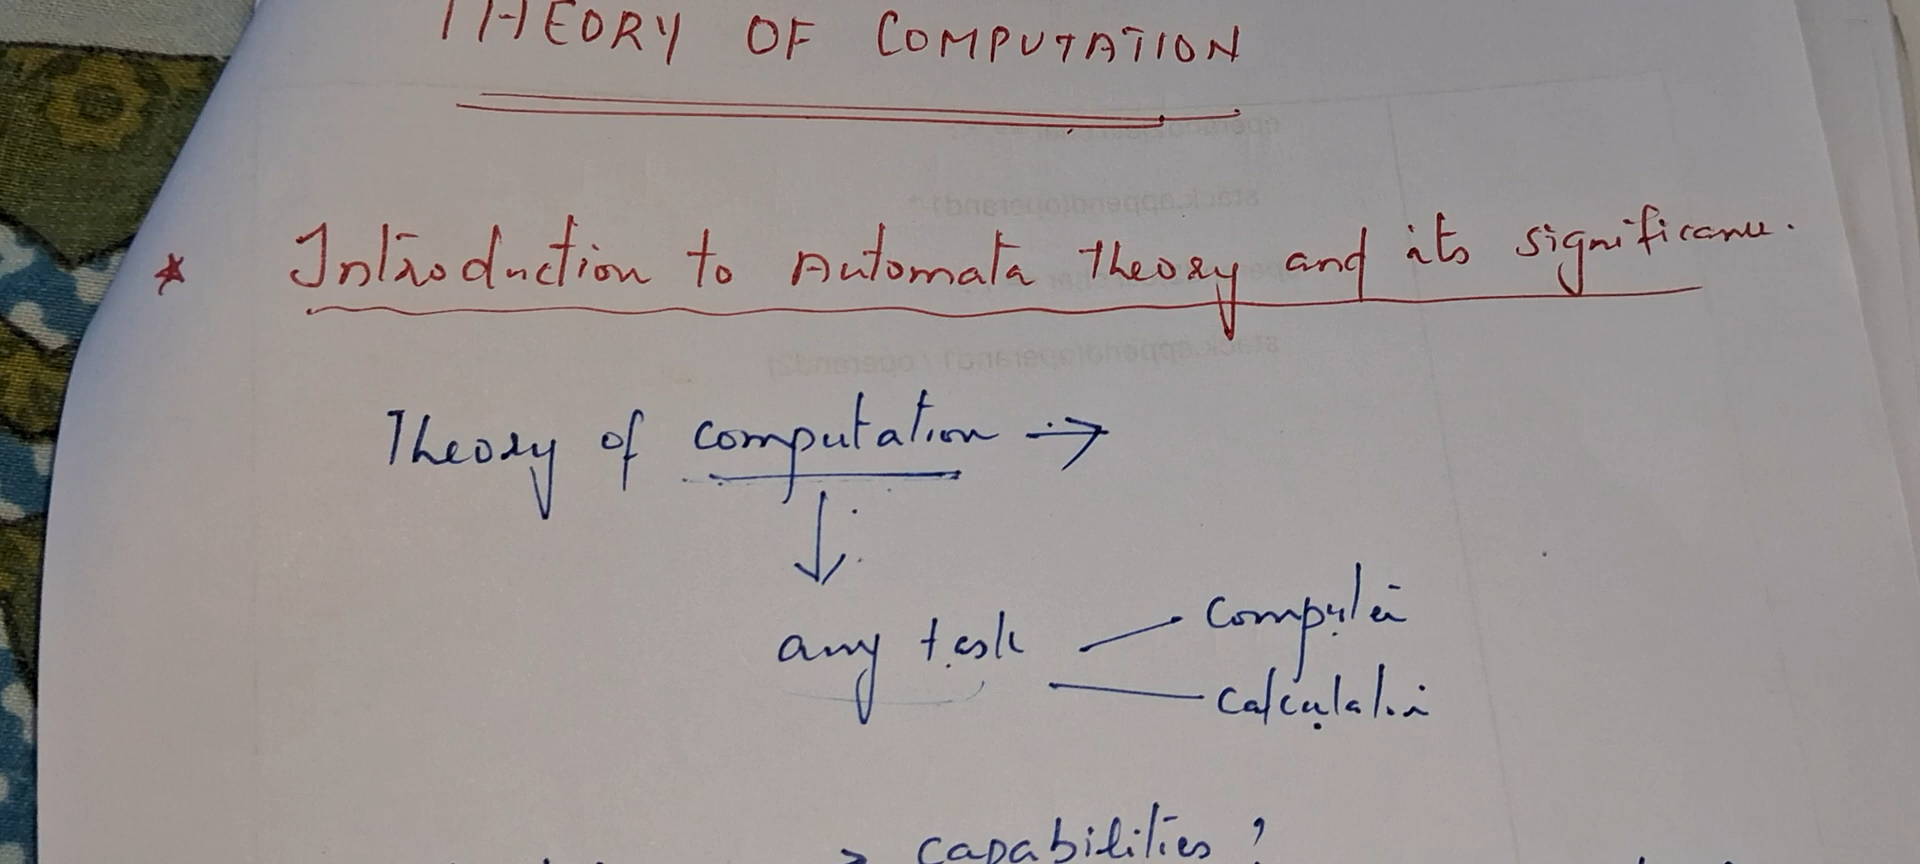 THEORY OF COMPUTATION
* Introduction to Automata theory and its significance.
Theory of computation →
↓
any task
computer
calculator
→ capabilities ?